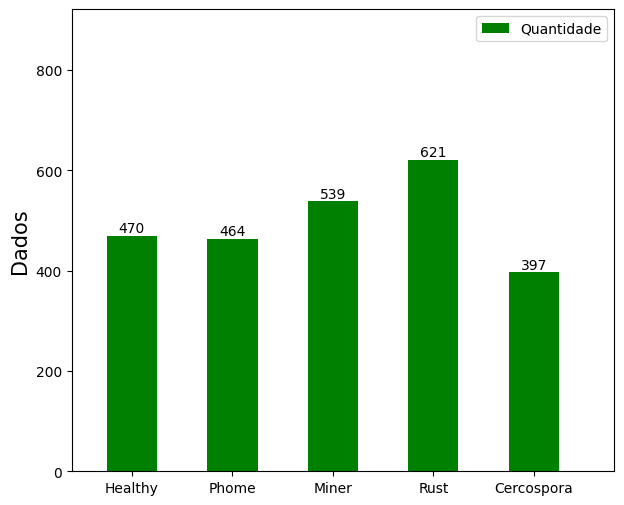 Quantidade
Dados
800
600
400
200
0
470
464
539
621
397
Healthy
Phome
Miner
Rust
Cercospora